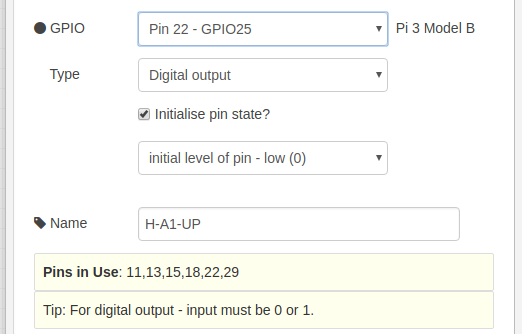 GPIO Pin 22 - GPIO25 Pi 3 Model B
Type Digital output
Initialise pin state?
initial level of pin - low (0)
Name H-A1-UP
Pins in Use: 11,13,15,18,22,29
Tip: For digital output - input must be 0 or 1.